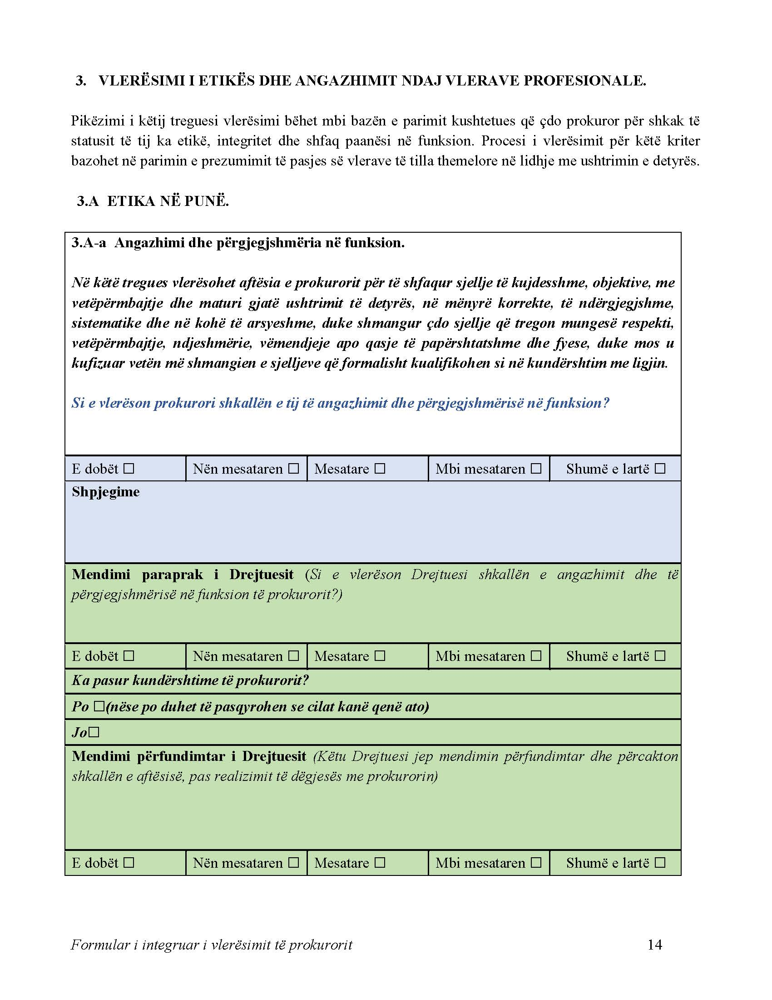 3. VLERËSIMI I ETIKËS DHE ANGAZHIMIT NDAJ VLERAVE PROFESIONALE.
Pikëzimi i këtij treguesi vlerësimi bëhet mbi bazën e parimit kushtetues që çdo prokuror për shkak të
statusit të tij ka etikë, integritet dhe shfaq paanësi në funksion. Procesi i vlerësimit për këtë kriter
bazohet në parimin e prezumimit të pasjes së vlerave të tilla themelore në lidhje me ushtrimin e detyrës.
3.A ETIKA NË PUNË.
3.A-a Angazhimi dhe përgjegjshmëria në funksion.
Në këtë tregues vlerësohet aftësia e prokurorit për të shfaqur sjellje të kujdesshme, objektive, me
vetëpërmbajtje dhe maturi gjatë ushtrimit të detyrës, në mënyrë korrekte, të ndërgjegjshme,
sistematike dhe në kohë të arsyeshme, duke shmangur çdo sjellje që tregon mungesë respekti,
vetëpërmbajtje, ndjeshmërie, vëmendjeje apo qasje të papërshtatshme dhe fyese, duke mos u
kufizuar vetën më shmangien e sjelljeve që formalisht kualifikohen si në kundërshtim me ligjin.
Si e vlerëson prokurori shkallën e tij të angazhimit dhe përgjegjshmërisë në funksion?
E dobët ☐ Nën mesataren ☐ Mesatare ☐ Mbi mesataren ☐ Shumë e lartë ☐
Shpjegime
Mendimi paraprak i Drejtuesit (Si e vlerëson Drejtuesi shkallën e angazhimit dhe të
përgjegjshmërisë në funksion të prokurorit?)
E dobët ☐ Nën mesataren ☐ Mesatare ☐ Mbi mesataren ☐ Shumë e lartë ☐
Ka pasur kundërshtime të prokurorit?
Po ☐(nëse po duhet të pasqyrohen se cilat kanë qenë ato)
Jo☐
Mendimi përfundimtar i Drejtuesit (Këtu Drejtuesi jep mendimin përfundimtar dhe përcakton
shkallën e aftësisë, pas realizimit të dëgjesës me prokurorin)
E dobët ☐ Nën mesataren ☐ Mesatare ☐ Mbi mesataren ☐ Shumë e lartë ☐
Formular i integruar i vlerësimit të prokurorit 14